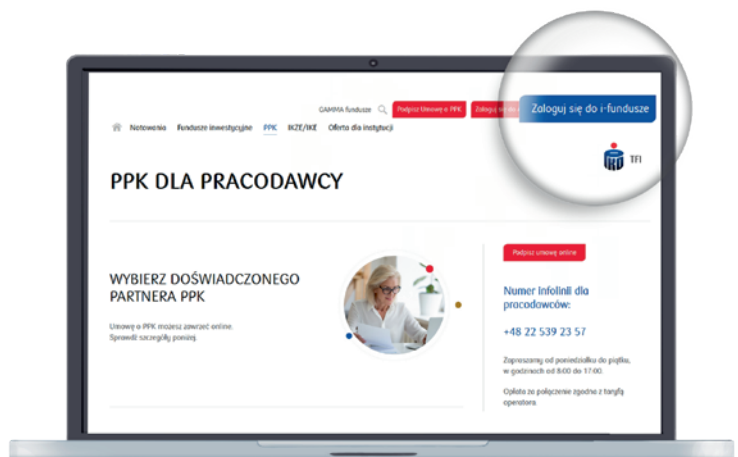 GAMMA fundusze
Podpisz Umowę o PPK
Zaloguj się do i
Zaloguj się do i-fundusze
Notowania Fundusze inwestycyjne PPK IKZE/IKE Oferta dla instytucji
TFI
PPK DLA PRACODAWCY
Podpisz umowę online
WYBIERZ DOŚWIADCZONEGO
PARTNERA PPK
Numer infolinii dla
pracodawców:
Umowę o PPK możesz zawrzeć online.
Sprawdź szczegóły poniżej.
+48 22 539 23 57
Zapraszamy od poniedziałku do piątku,
w godzinach od 8:00 do 17:00.
Opłata za połączenie zgodna z taryfą
operatora.